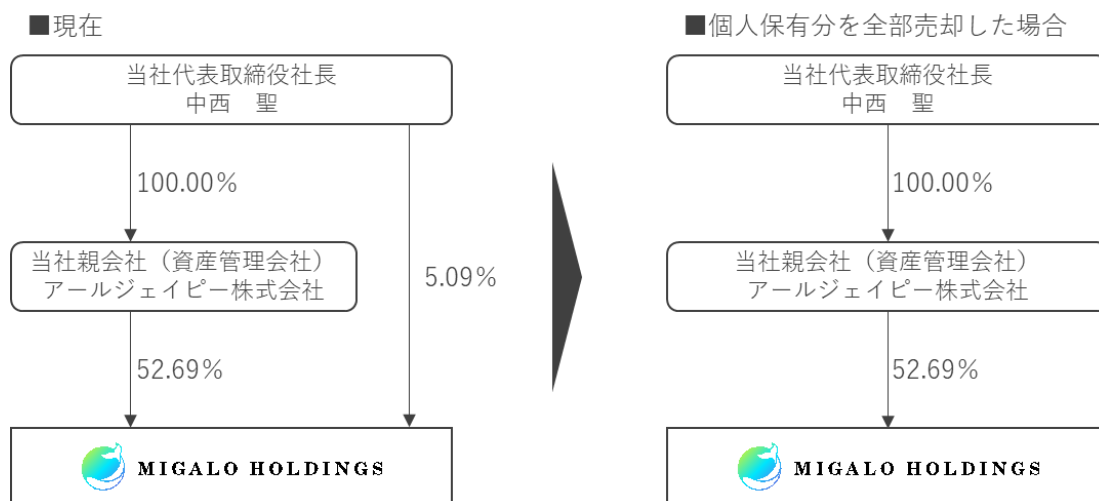 ■現在
当社代表取締役社長
中西　聖
100.00%
当社親会社（資産管理会社）
アールジェイピー株式会社
5.09%
52.69%
MIGALO HOLDINGS
■個人保有分を全部売却した場合
当社代表取締役社長
中西　聖
100.00%
当社親会社（資産管理会社）
アールジェイピー株式会社
52.69%
MIGALO HOLDINGS